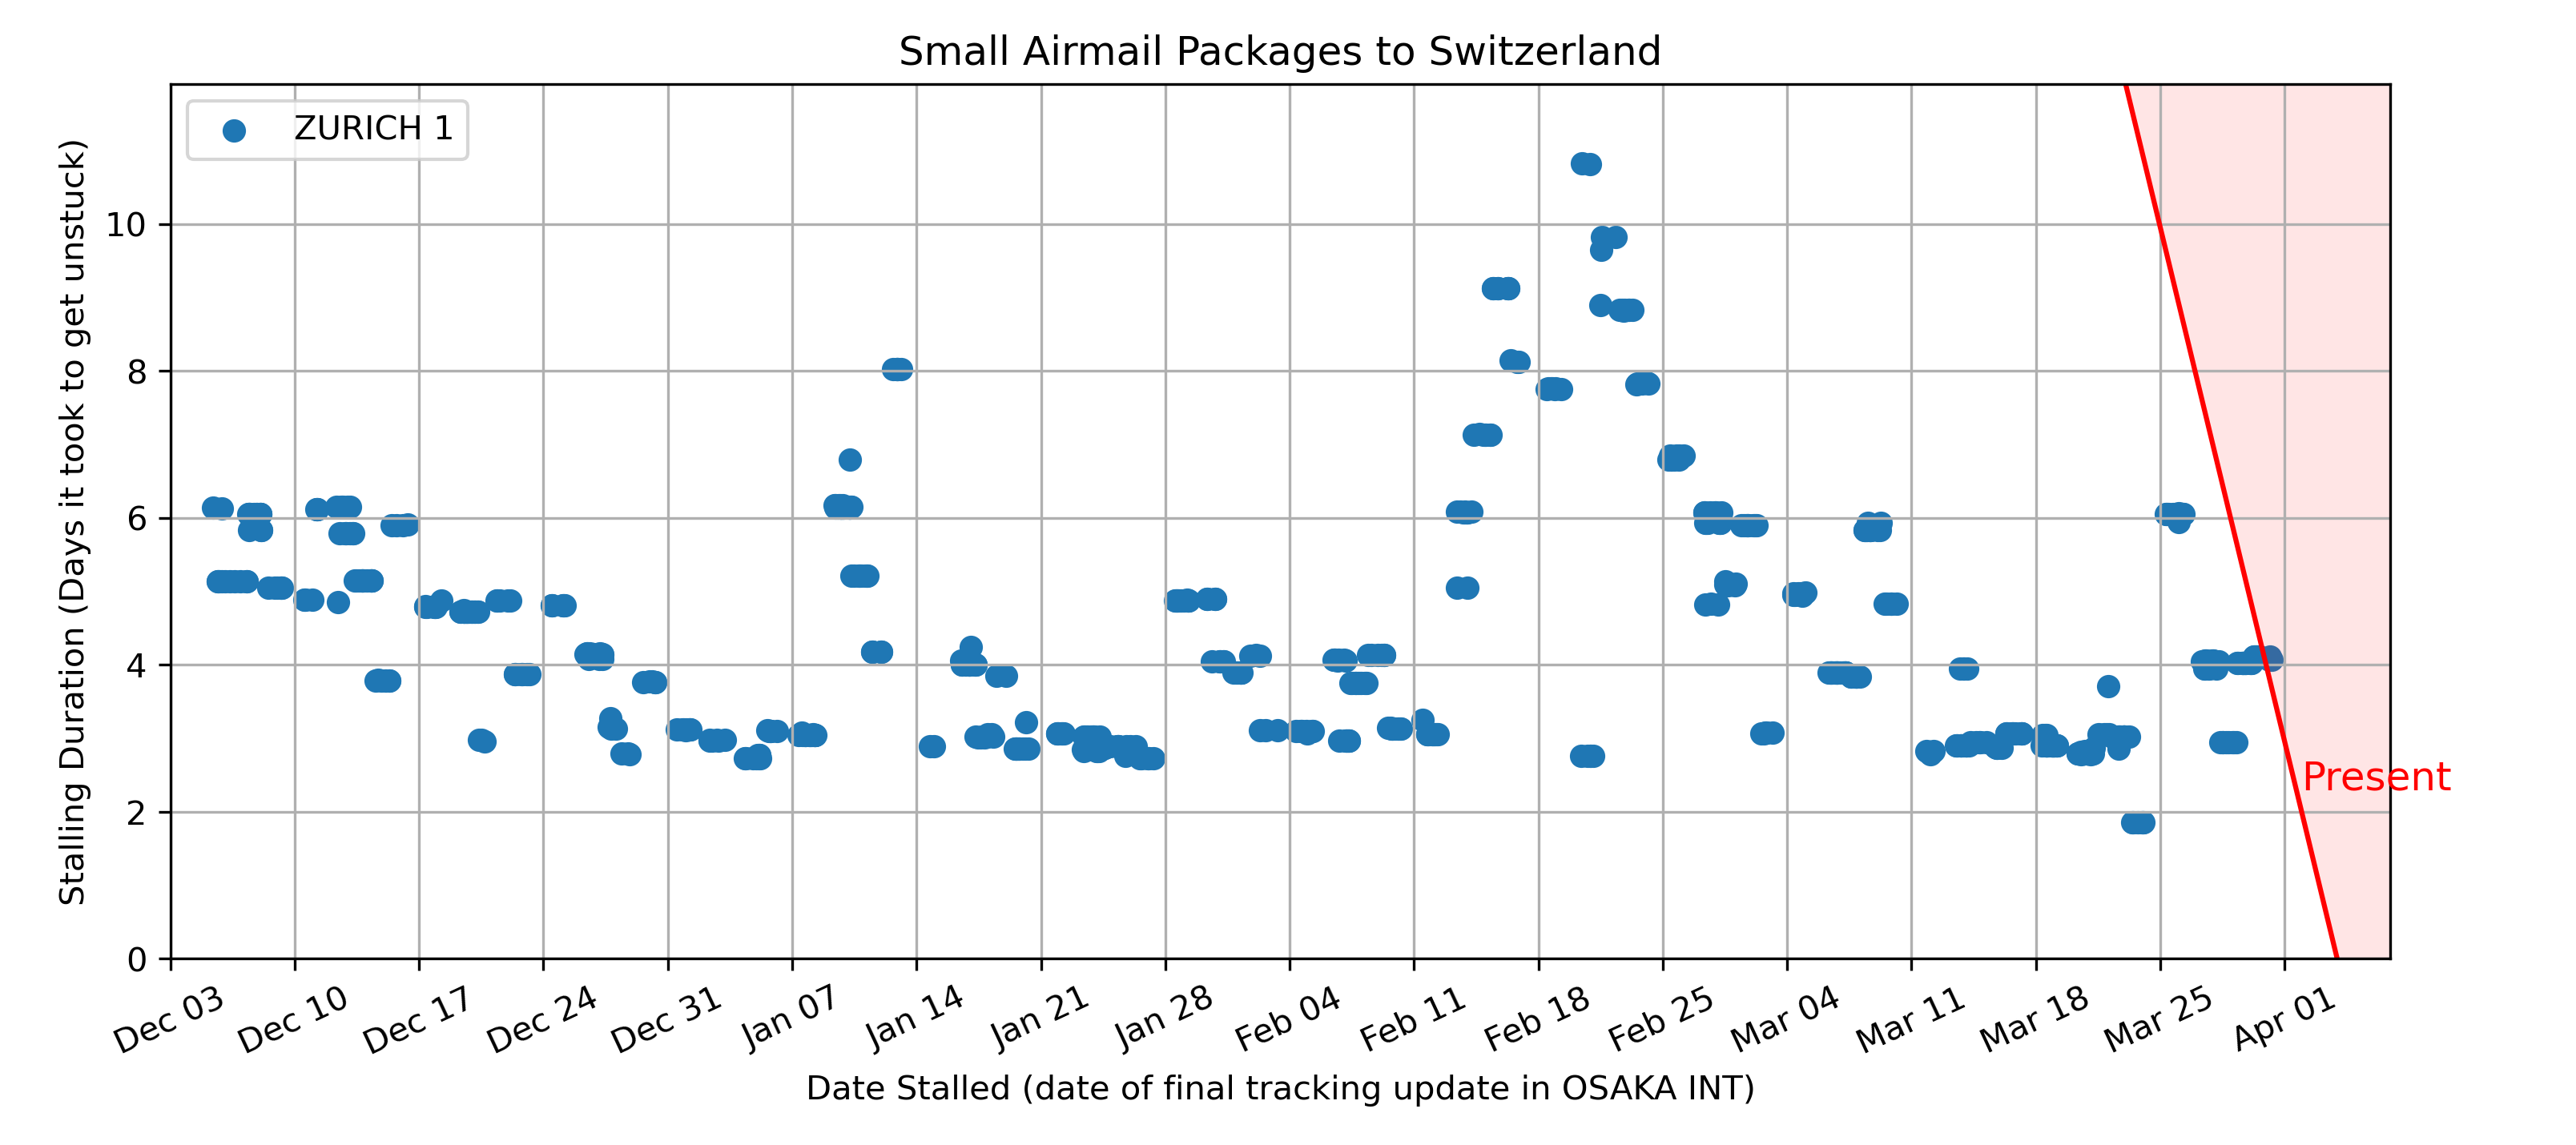 Small Airmail Packages to Switzerland
ZURICH 1
Stalling Duration (Days it took to get unstuck)
10
8
6
4
2
0
Present
Dec 03
Dec 10
Dec 17
Dec 24
Dec 31
Jan 07
Jan 14
Jan 21
Jan 28
Feb 04
Feb 11
Feb 18
Feb 25
Mar 04
Mar 11
Mar 18
Mar 25
Apr 01
Date Stalled (date of final tracking update in OSAKA INT)